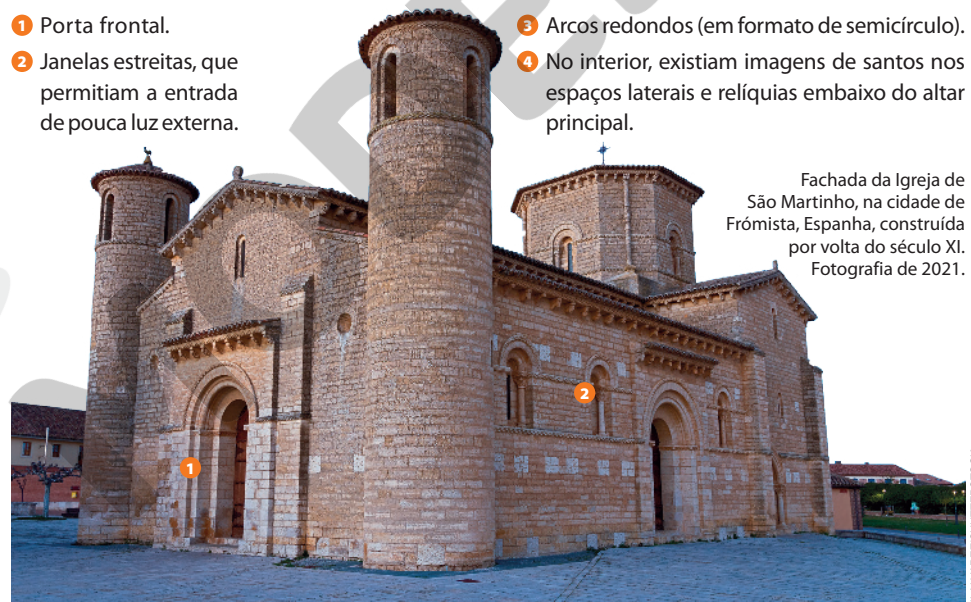 1 Porta frontal.
2 Janelas estreitas, que
permitiam a entrada
de pouca luz externa.
3 Arcos redondos (em formato de semicírculo).
4 No interior, existiam imagens de santos nos
espaços laterais e relíquias embaixo do altar
principal.
Fachada da Igreja de
São Martinho, na cidade de
Frómista, Espanha, construída
por volta do século XI.
Fotografia de 2021.
1
2